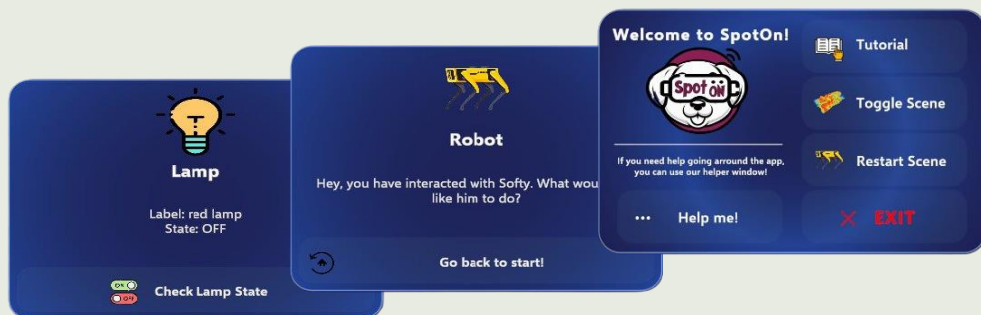 Lamp
Label: red lamp
State: OFF
Check Lamp State
Robot
Hey, you have interacted with Softy. What wou
like him to do?
Go back to start!
Welcome to SpotOn!
Spot ON
If you need help going arround the app,
you can use our helper window!
... Help me!
Tutorial
Toggle Scene
Restart Scene
EXIT